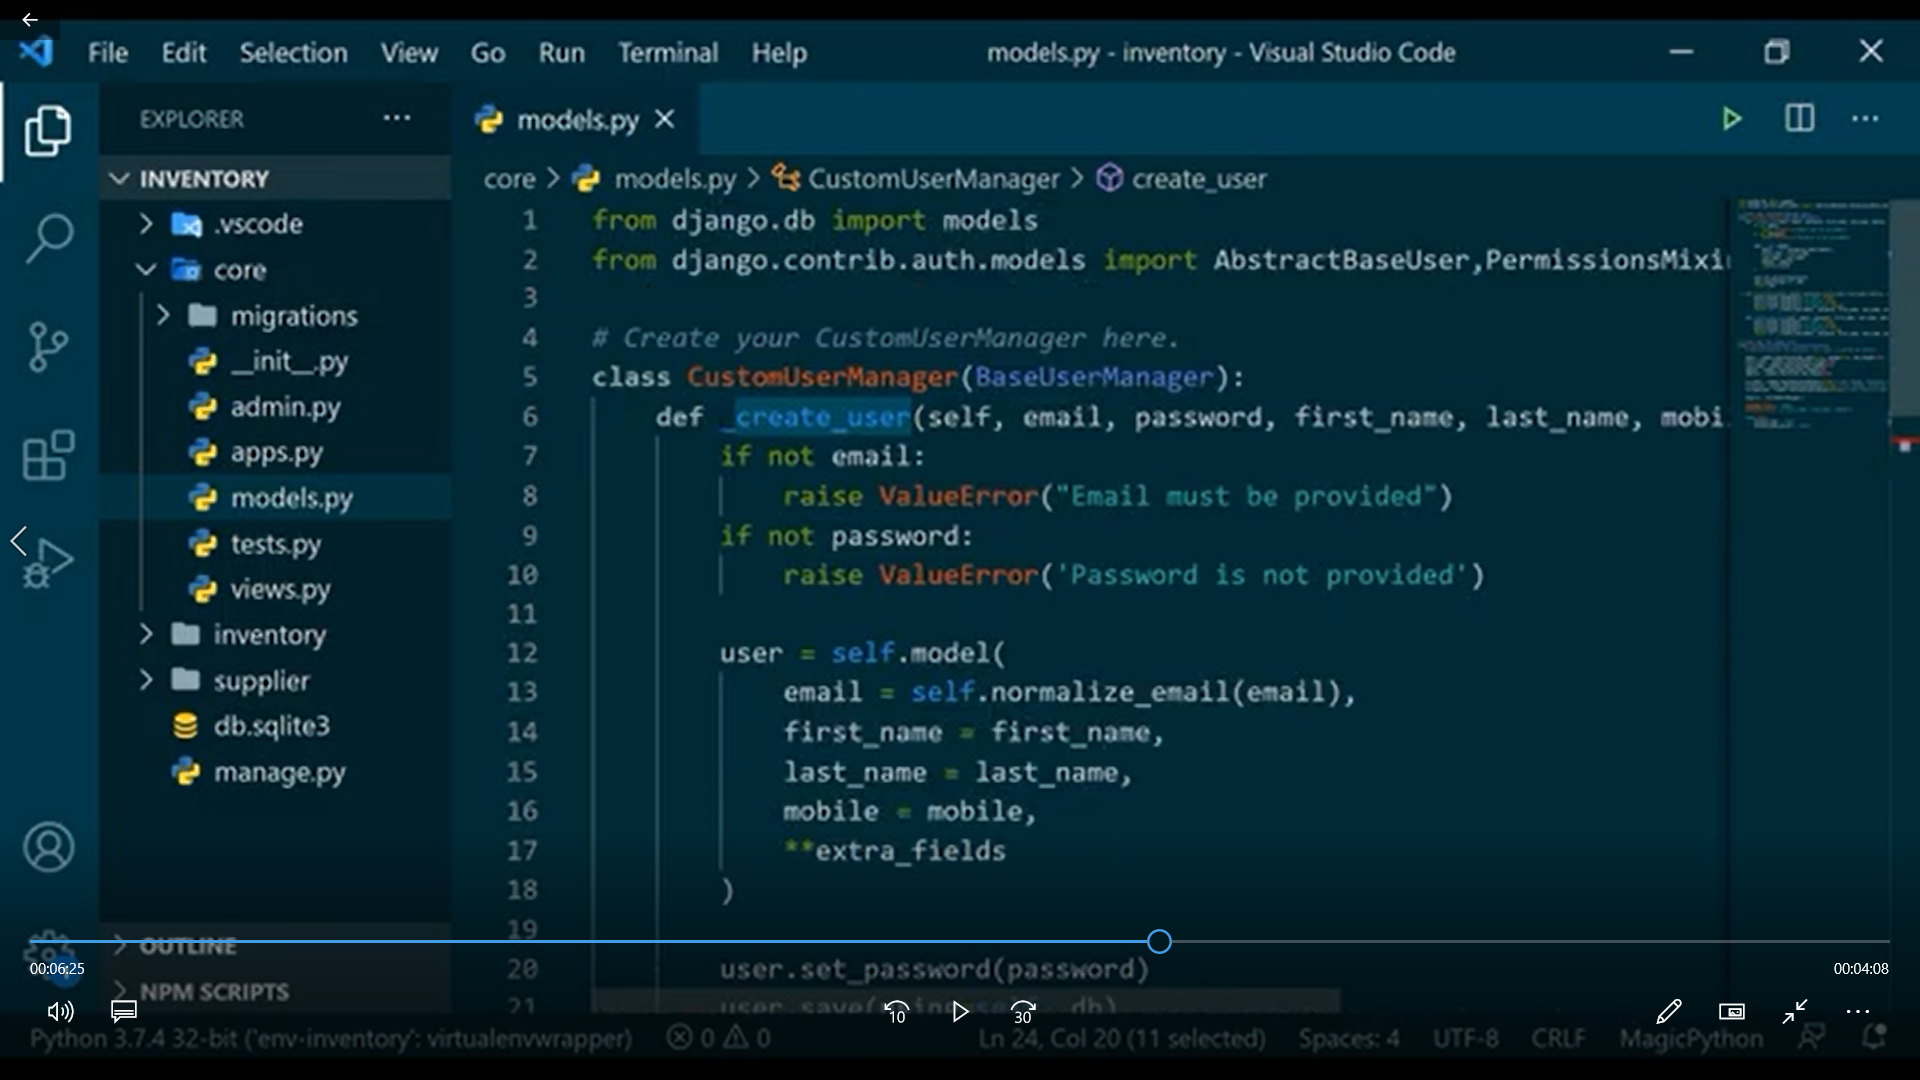 File Edit Selection View Go Run Terminal Help models.py - inventory - Visual Studio Code
EXPLORER
models.py
INVENTORY
core > models.py > CustomUserManager > create_user
.vscode
core
migrations
__init__.py
admin.py
apps.py
models.py
tests.py
views.py
inventory
supplier
db.sqlite3
manage.py
OUTLINE
NPM SCRIPTS
1 from django.db import models
2 from django.contrib.auth.models import AbstractBaseUser,PermissionsMixi
3
4 # Create your CustomUserManager here.
5 class CustomUserManager(BaseUserManager):
6 def _create_user(self, email, password, first_name, last_name, mobi
7 if not email:
8 raise ValueError("Email must be provided")
9 if not password:
10 raise ValueError('Password is not provided')
11
12 user = self.model(
13 email = self.normalize_email(email),
14 first_name = first_name,
15 last_name = last_name,
16 mobile = mobile,
17 **extra_fields
18 )
19
20 user.set_password(password)
21
00:06:25 00:04:08
10 30
Python 3.7.4 32-bit ('env-inventory': virtualenvwrapper) 0 0 Ln 24, Col 20 (11 selected) Spaces: 4 UTF-8 CRLF MagicPython